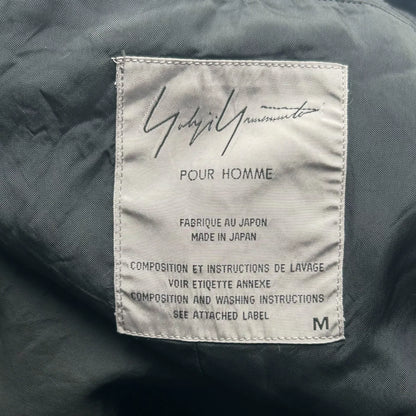 Yohji Yamamoto
POUR HOMME
FABRIQUE AU JAPON
MADE IN JAPAN
COMPOSITION ET INSTRUCTIONS DE LAVAGE
VOIR ETIQETTE ANNEXE
COMPOSITION AND WASHING INSTRUCTIONS
SEE ATTACHED LABEL
M